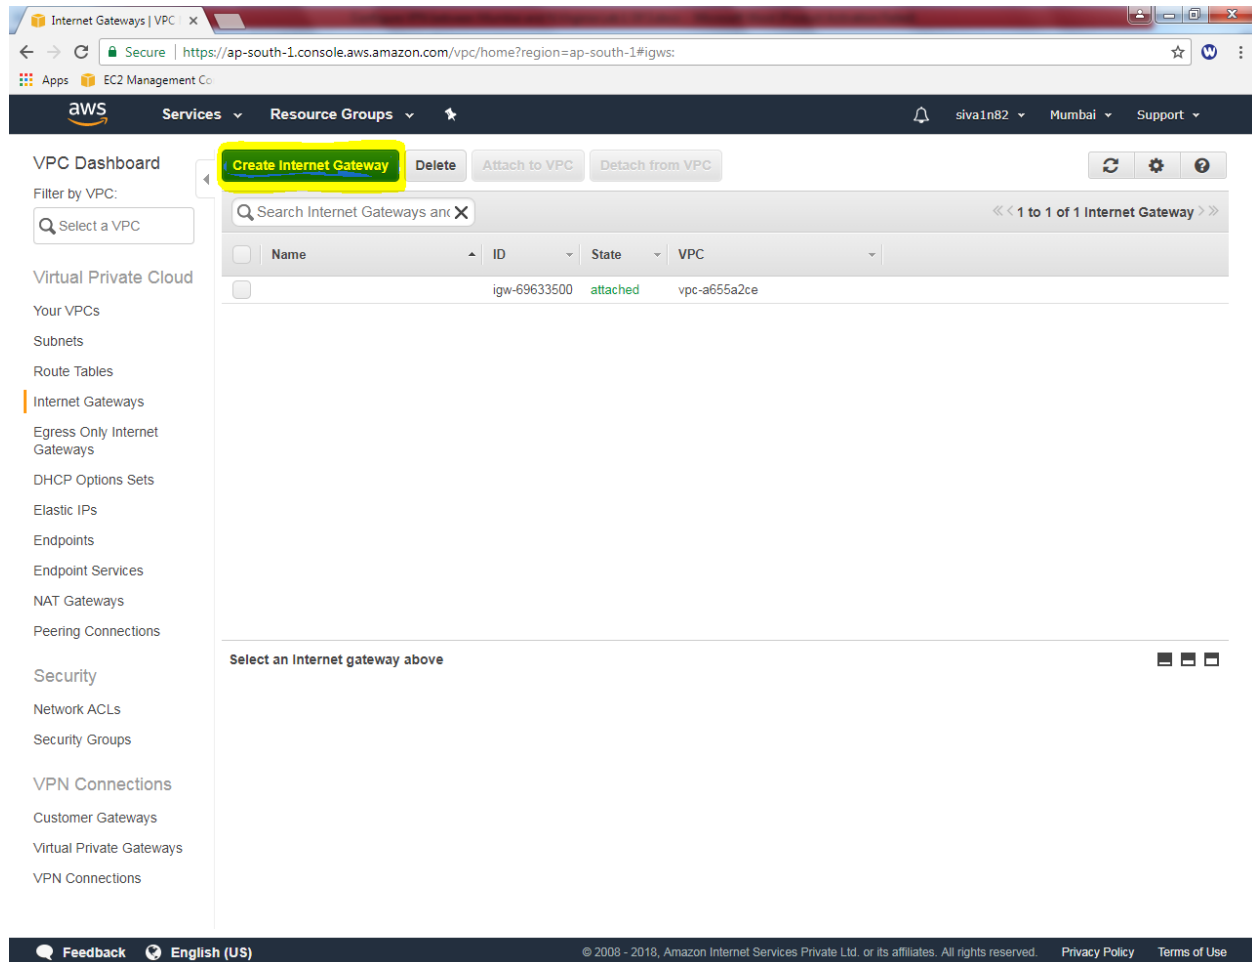 Internet Gateways | VPC
Secure | https://ap-south-1.console.aws.amazon.com/vpc/home?region=ap-south-1#igws:
Apps EC2 Management Co
aws Services Resource Groups siva1n82 Mumbai Support
VPC Dashboard
Filter by VPC:
Select a VPC
Virtual Private Cloud
Your VPCs
Subnets
Route Tables
Internet Gateways
Egress Only Internet
Gateways
DHCP Options Sets
Elastic IPs
Endpoints
Endpoint Services
NAT Gateways
Peering Connections
Security
Network ACLs
Security Groups
VPN Connections
Customer Gateways
Virtual Private Gateways
VPN Connections
Create Internet Gateway Delete Attach to VPC Detach from VPC
Search Internet Gateways and X
1 to 1 of 1 Internet Gateway
Name ID State VPC
igw-69633500 attached vpc-a655a2ce
Select an Internet gateway above
Feedback English (US) © 2008 - 2018, Amazon Internet Services Private Ltd. or its affiliates. All rights reserved. Privacy Policy Terms of Use